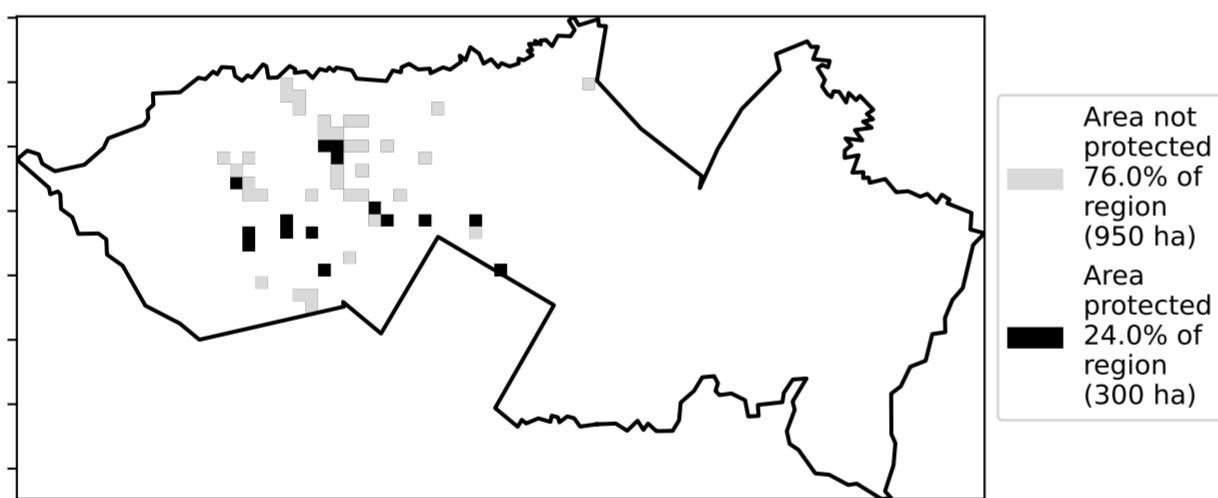 Area not
protected
76.0% of
region
(950 ha)
Area
protected
24.0% of
region
(300 ha)